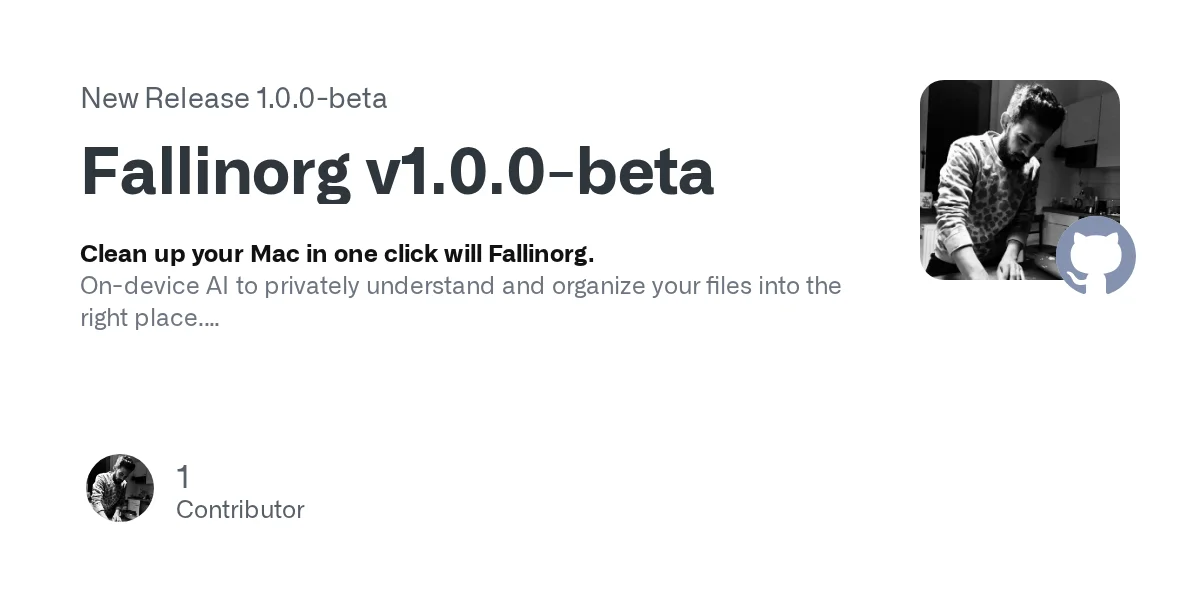 New Release 1.0.0-beta
Fallinorg v1.0.0-beta
Clean up your Mac in one click will Fallinorg.
On-device AI to privately understand and organize your files into the
right place....
1
Contributor